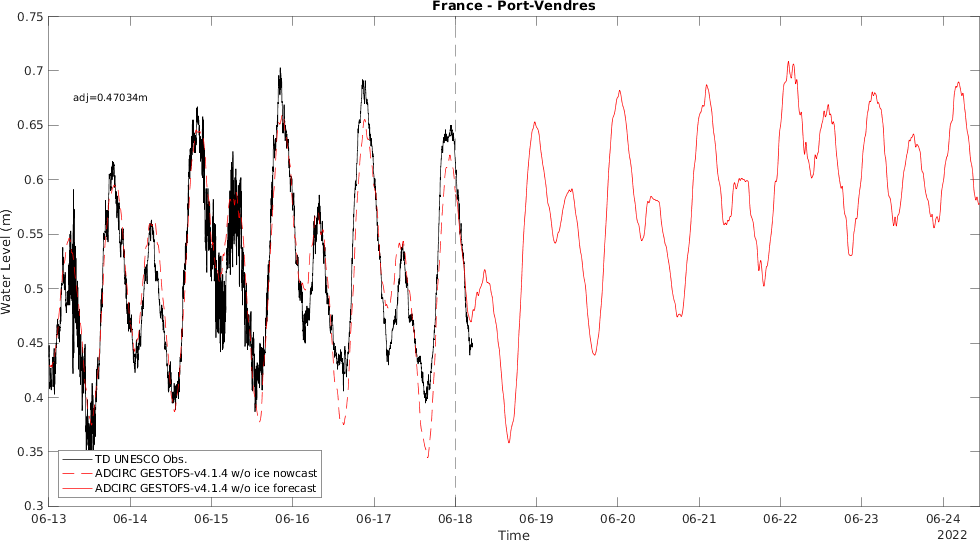 France - Port-Vendres
0.75
0.7
0.65
0.6
0.55
0.5
0.45
0.4
0.35
0.3
Water Level (m)
adj=0.47034m
TD UNESCO Obs.
ADCIRC GESTOFS-v4.1.4 w/o ice nowcast
ADCIRC GESTOFS-v4.1.4 w/o ice forecast
06-13 06-14 06-15 06-16 06-17 06-18 06-19 06-20 06-21 06-22 06-23 06-24
Time
2022